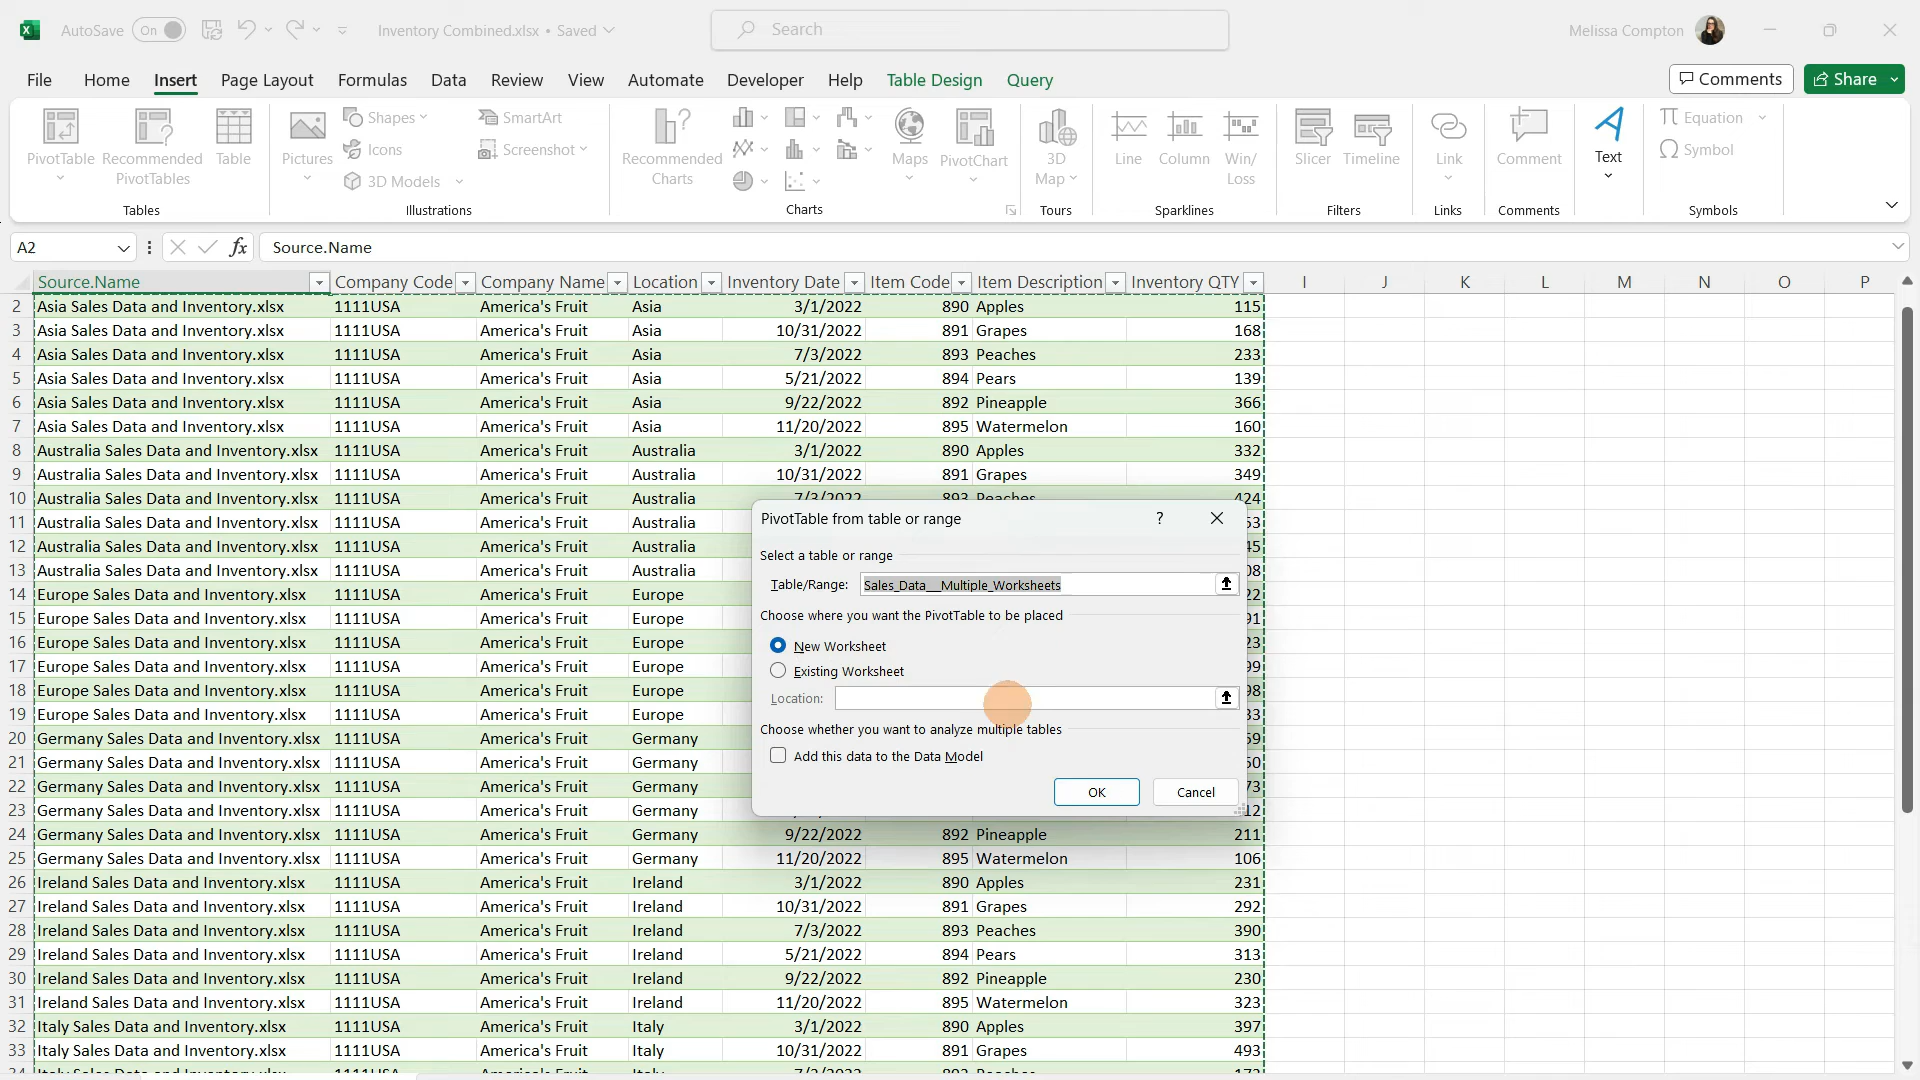 AutoSave On Inventory Combined.xlsx • Saved Search Melissa Compton
File Home Insert Page Layout Formulas Data Review View Automate Developer Help Table Design Query Comments Share
PivotTable Recommended PivotTables Table Pictures Shapes Icons 3D Models SmartArt Screenshot Recommended Charts Maps PivotChart 3D Map Line Column Win/Loss Slicer Timeline Link Comment Text Equation Symbol
Tables Illustrations Charts Tours Sparklines Filters Links Comments Symbols
A2 fx Source.Name
Source.Name Company Code Company Name Location Inventory Date Item Code Item Description Inventory QTY I J K L M N O P
2 Asia Sales Data and Inventory.xlsx 1111USA America's Fruit Asia 3/1/2022 890 Apples 115
3 Asia Sales Data and Inventory.xlsx 1111USA America's Fruit Asia 10/31/2022 891 Grapes 168
4 Asia Sales Data and Inventory.xlsx 1111USA America's Fruit Asia 7/3/2022 893 Peaches 233
5 Asia Sales Data and Inventory.xlsx 1111USA America's Fruit Asia 5/21/2022 894 Pears 139
6 Asia Sales Data and Inventory.xlsx 1111USA America's Fruit Asia 9/22/2022 892 Pineapple 366
7 Asia Sales Data and Inventory.xlsx 1111USA America's Fruit Asia 11/20/2022 895 Watermelon 160
8 Australia Sales Data and Inventory.xlsx 1111USA America's Fruit Australia 3/1/2022 890 Apples 332
9 Australia Sales Data and Inventory.xlsx 1111USA America's Fruit Australia 10/31/2022 891 Grapes 349
10 Australia Sales Data and Inventory.xlsx 1111USA America's Fruit Australia 7/3/2022 893 Peaches 424
11 Australia Sales Data and Inventory.xlsx 1111USA America's Fruit Australia
12 Australia Sales Data and Inventory.xlsx 1111USA America's Fruit Australia
13 Australia Sales Data and Inventory.xlsx 1111USA America's Fruit Australia
14 Europe Sales Data and Inventory.xlsx 1111USA America's Fruit Europe
15 Europe Sales Data and Inventory.xlsx 1111USA America's Fruit Europe
16 Europe Sales Data and Inventory.xlsx 1111USA America's Fruit Europe
17 Europe Sales Data and Inventory.xlsx 1111USA America's Fruit Europe
18 Europe Sales Data and Inventory.xlsx 1111USA America's Fruit Europe
19 Europe Sales Data and Inventory.xlsx 1111USA America's Fruit Europe
20 Germany Sales Data and Inventory.xlsx 1111USA America's Fruit Germany
21 Germany Sales Data and Inventory.xlsx 1111USA America's Fruit Germany
22 Germany Sales Data and Inventory.xlsx 1111USA America's Fruit Germany
23 Germany Sales Data and Inventory.xlsx 1111USA America's Fruit Germany
24 Germany Sales Data and Inventory.xlsx 1111USA America's Fruit Germany 9/22/2022 892 Pineapple 211
25 Germany Sales Data and Inventory.xlsx 1111USA America's Fruit Germany 11/20/2022 895 Watermelon 106
26 Ireland Sales Data and Inventory.xlsx 1111USA America's Fruit Ireland 3/1/2022 890 Apples 231
27 Ireland Sales Data and Inventory.xlsx 1111USA America's Fruit Ireland 10/31/2022 891 Grapes 292
28 Ireland Sales Data and Inventory.xlsx 1111USA America's Fruit Ireland 7/3/2022 893 Peaches 390
29 Ireland Sales Data and Inventory.xlsx 1111USA America's Fruit Ireland 5/21/2022 894 Pears 313
30 Ireland Sales Data and Inventory.xlsx 1111USA America's Fruit Ireland 9/22/2022 892 Pineapple 230
31 Ireland Sales Data and Inventory.xlsx 1111USA America's Fruit Ireland 11/20/2022 895 Watermelon 323
32 Italy Sales Data and Inventory.xlsx 1111USA America's Fruit Italy 3/1/2022 890 Apples 397
33 Italy Sales Data and Inventory.xlsx 1111USA America's Fruit Italy 10/31/2022 891 Grapes 493
PivotTable from table or range ?
Select a table or range
Table/Range: Sales_Data__Multiple_Worksheets
Choose where you want the PivotTable to be placed
New Worksheet
Existing Worksheet
Location:
Choose whether you want to analyze multiple tables
Add this data to the Data Model
OK Cancel